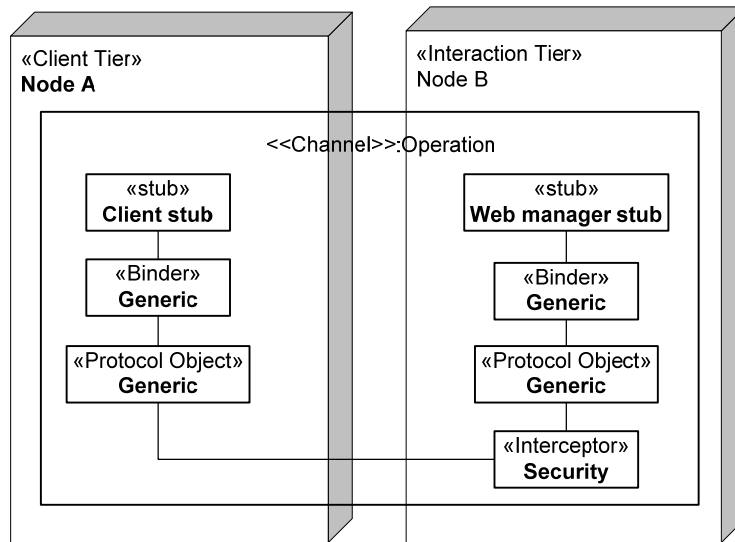 «Client Tier»
Node A
«Interaction Tier»
Node B
<<Channel>>:Operation
«stub»
Client stub
«Binder»
Generic
«Protocol Object»
Generic
«stub»
Web manager stub
«Binder»
Generic
«Protocol Object»
Generic
«Interceptor»
Security